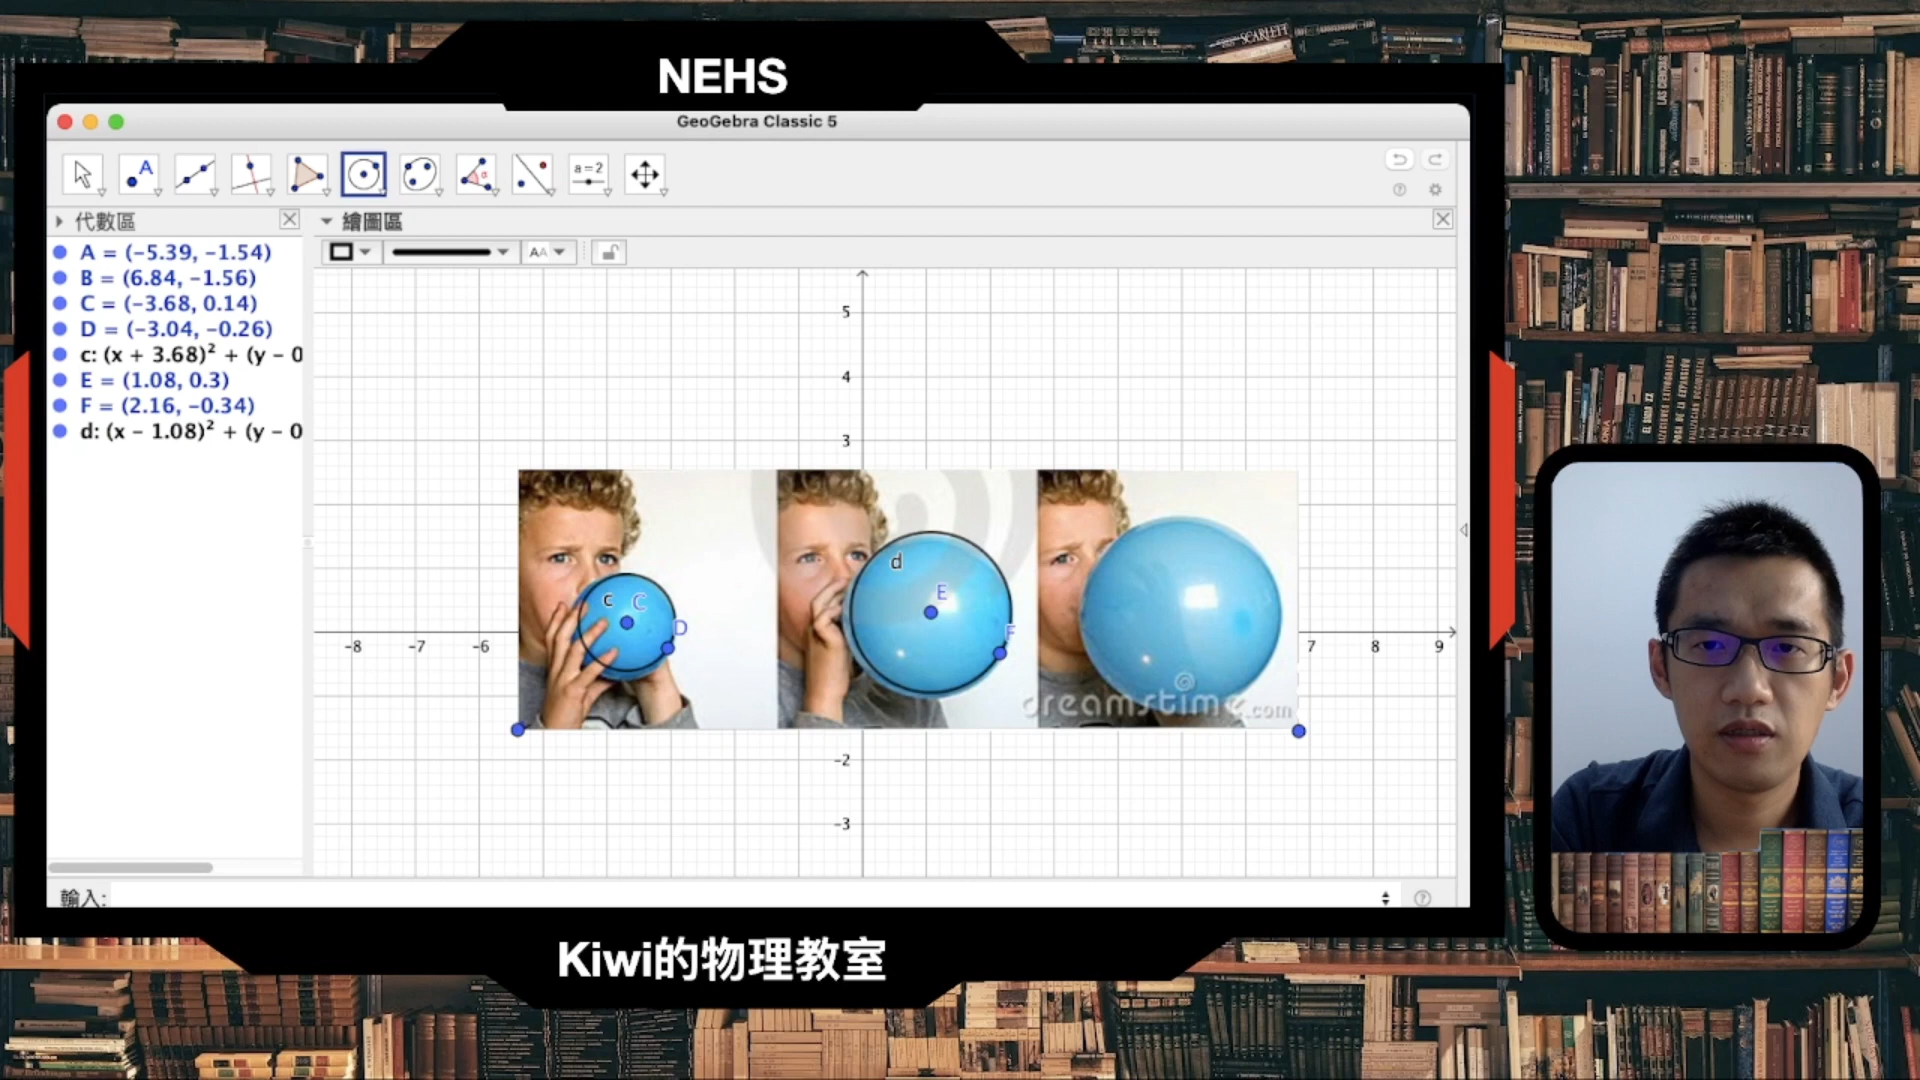 NEHS
GeoGebra Classic 5
A
α
a=2
代數區
繪圖區
AA
A = (−5.39, −1.54)
B = (6.84, −1.56)
C = (−3.68, 0.14)
D = (−3.04, −0.26)
c: (x + 3.68)² + (y − 0
E = (1.08, 0.3)
F = (2.16, −0.34)
d: (x − 1.08)² + (y − 0
5
4
3
d
c
C
E
D
F
-8
-7
-6
7
8
9
dreamstime.com
-2
-3
輸入:
Kiwi的物理教室
SCARLETT